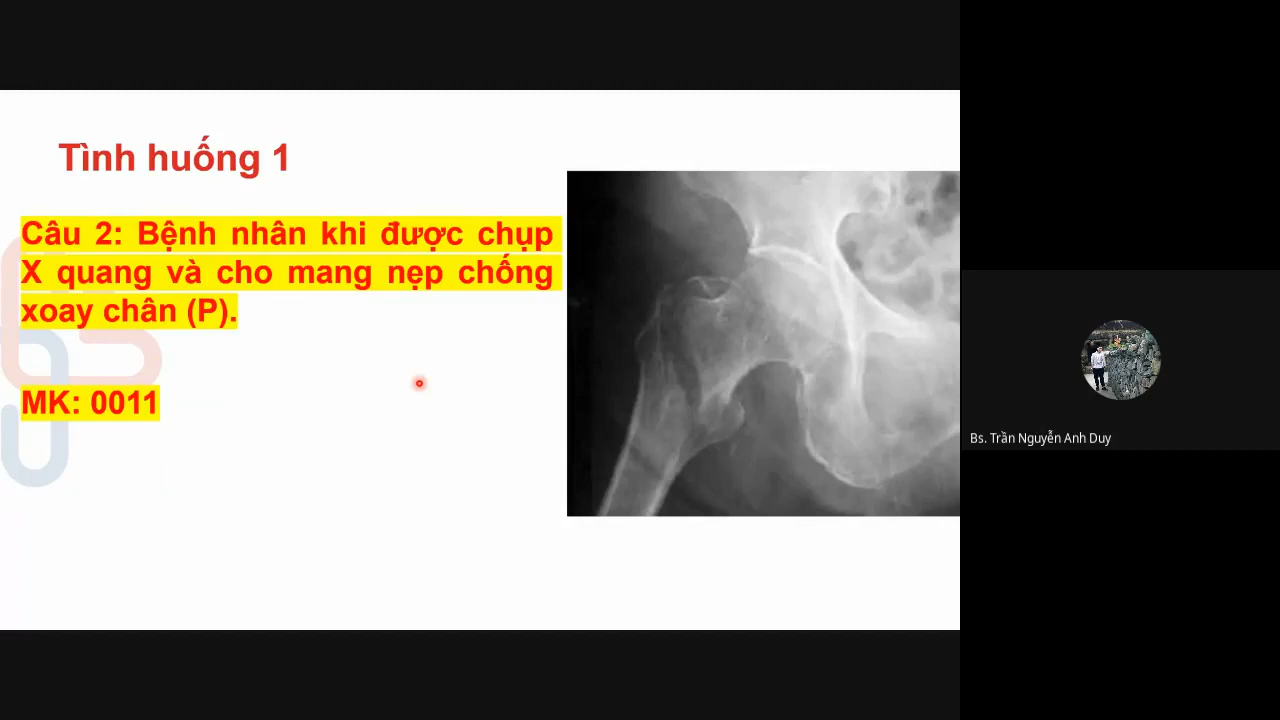 Tình huống 1
Câu 2: Bệnh nhân khi được chụp
X quang và cho mang nẹp chống
xoay chân (P).
MK: 0011
Bs. Trần Nguyễn Anh Duy